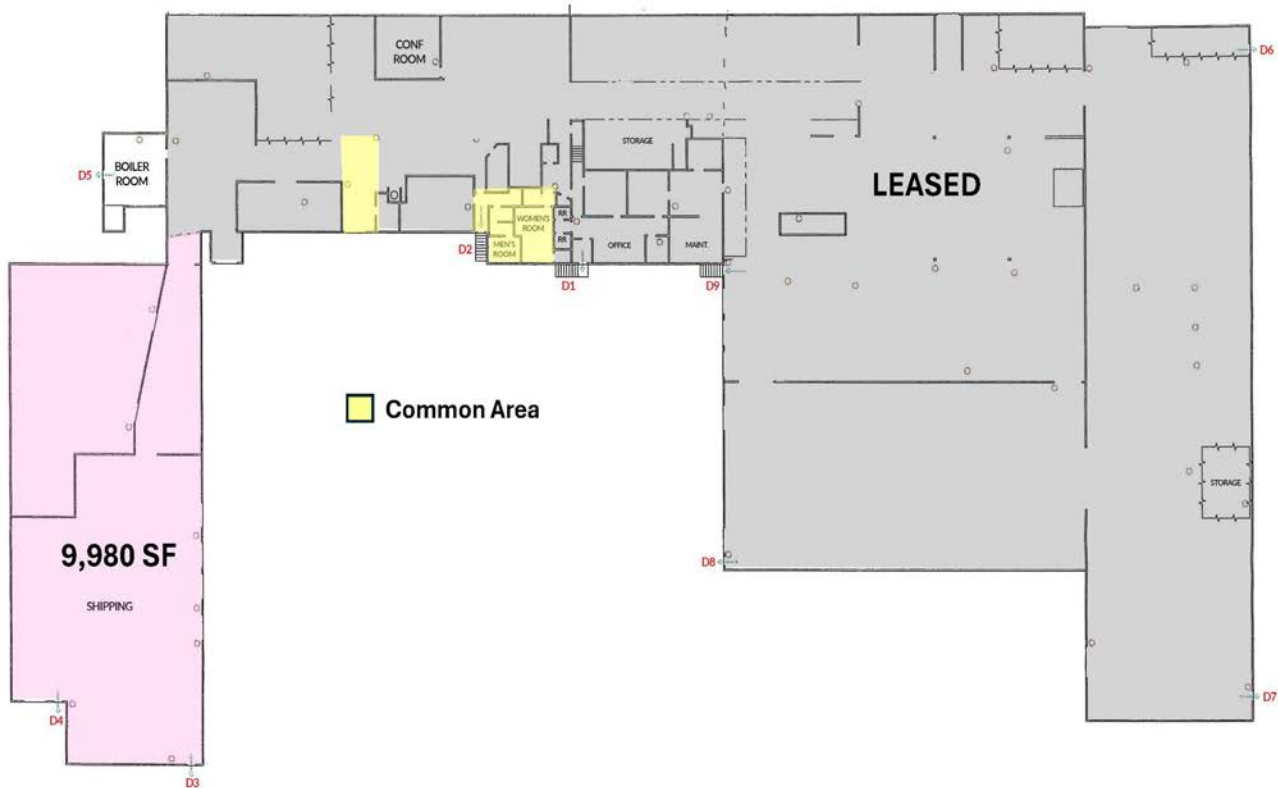 CONF
ROOM
D6
STORAGE
BOILER
ROOM
D5
LEASED
WOMEN'S
ROOM
RR
MEN'S
ROOM
RR
OFFICE
MAINT.
D2
D1
D9
Common Area
STORAGE
9,980 SF
D8
SHIPPING
D7
D4
D3